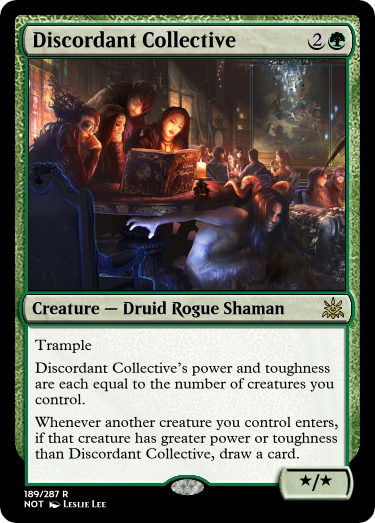 Discordant Collective 2
Creature — Druid Rogue Shaman
Trample
Discordant Collective's power and toughness
are each equal to the number of creatures you
control.
Whenever another creature you control enters,
if that creature has greater power or toughness
than Discordant Collective, draw a card.
★/★
189/287 R
NOT Leslie Lee